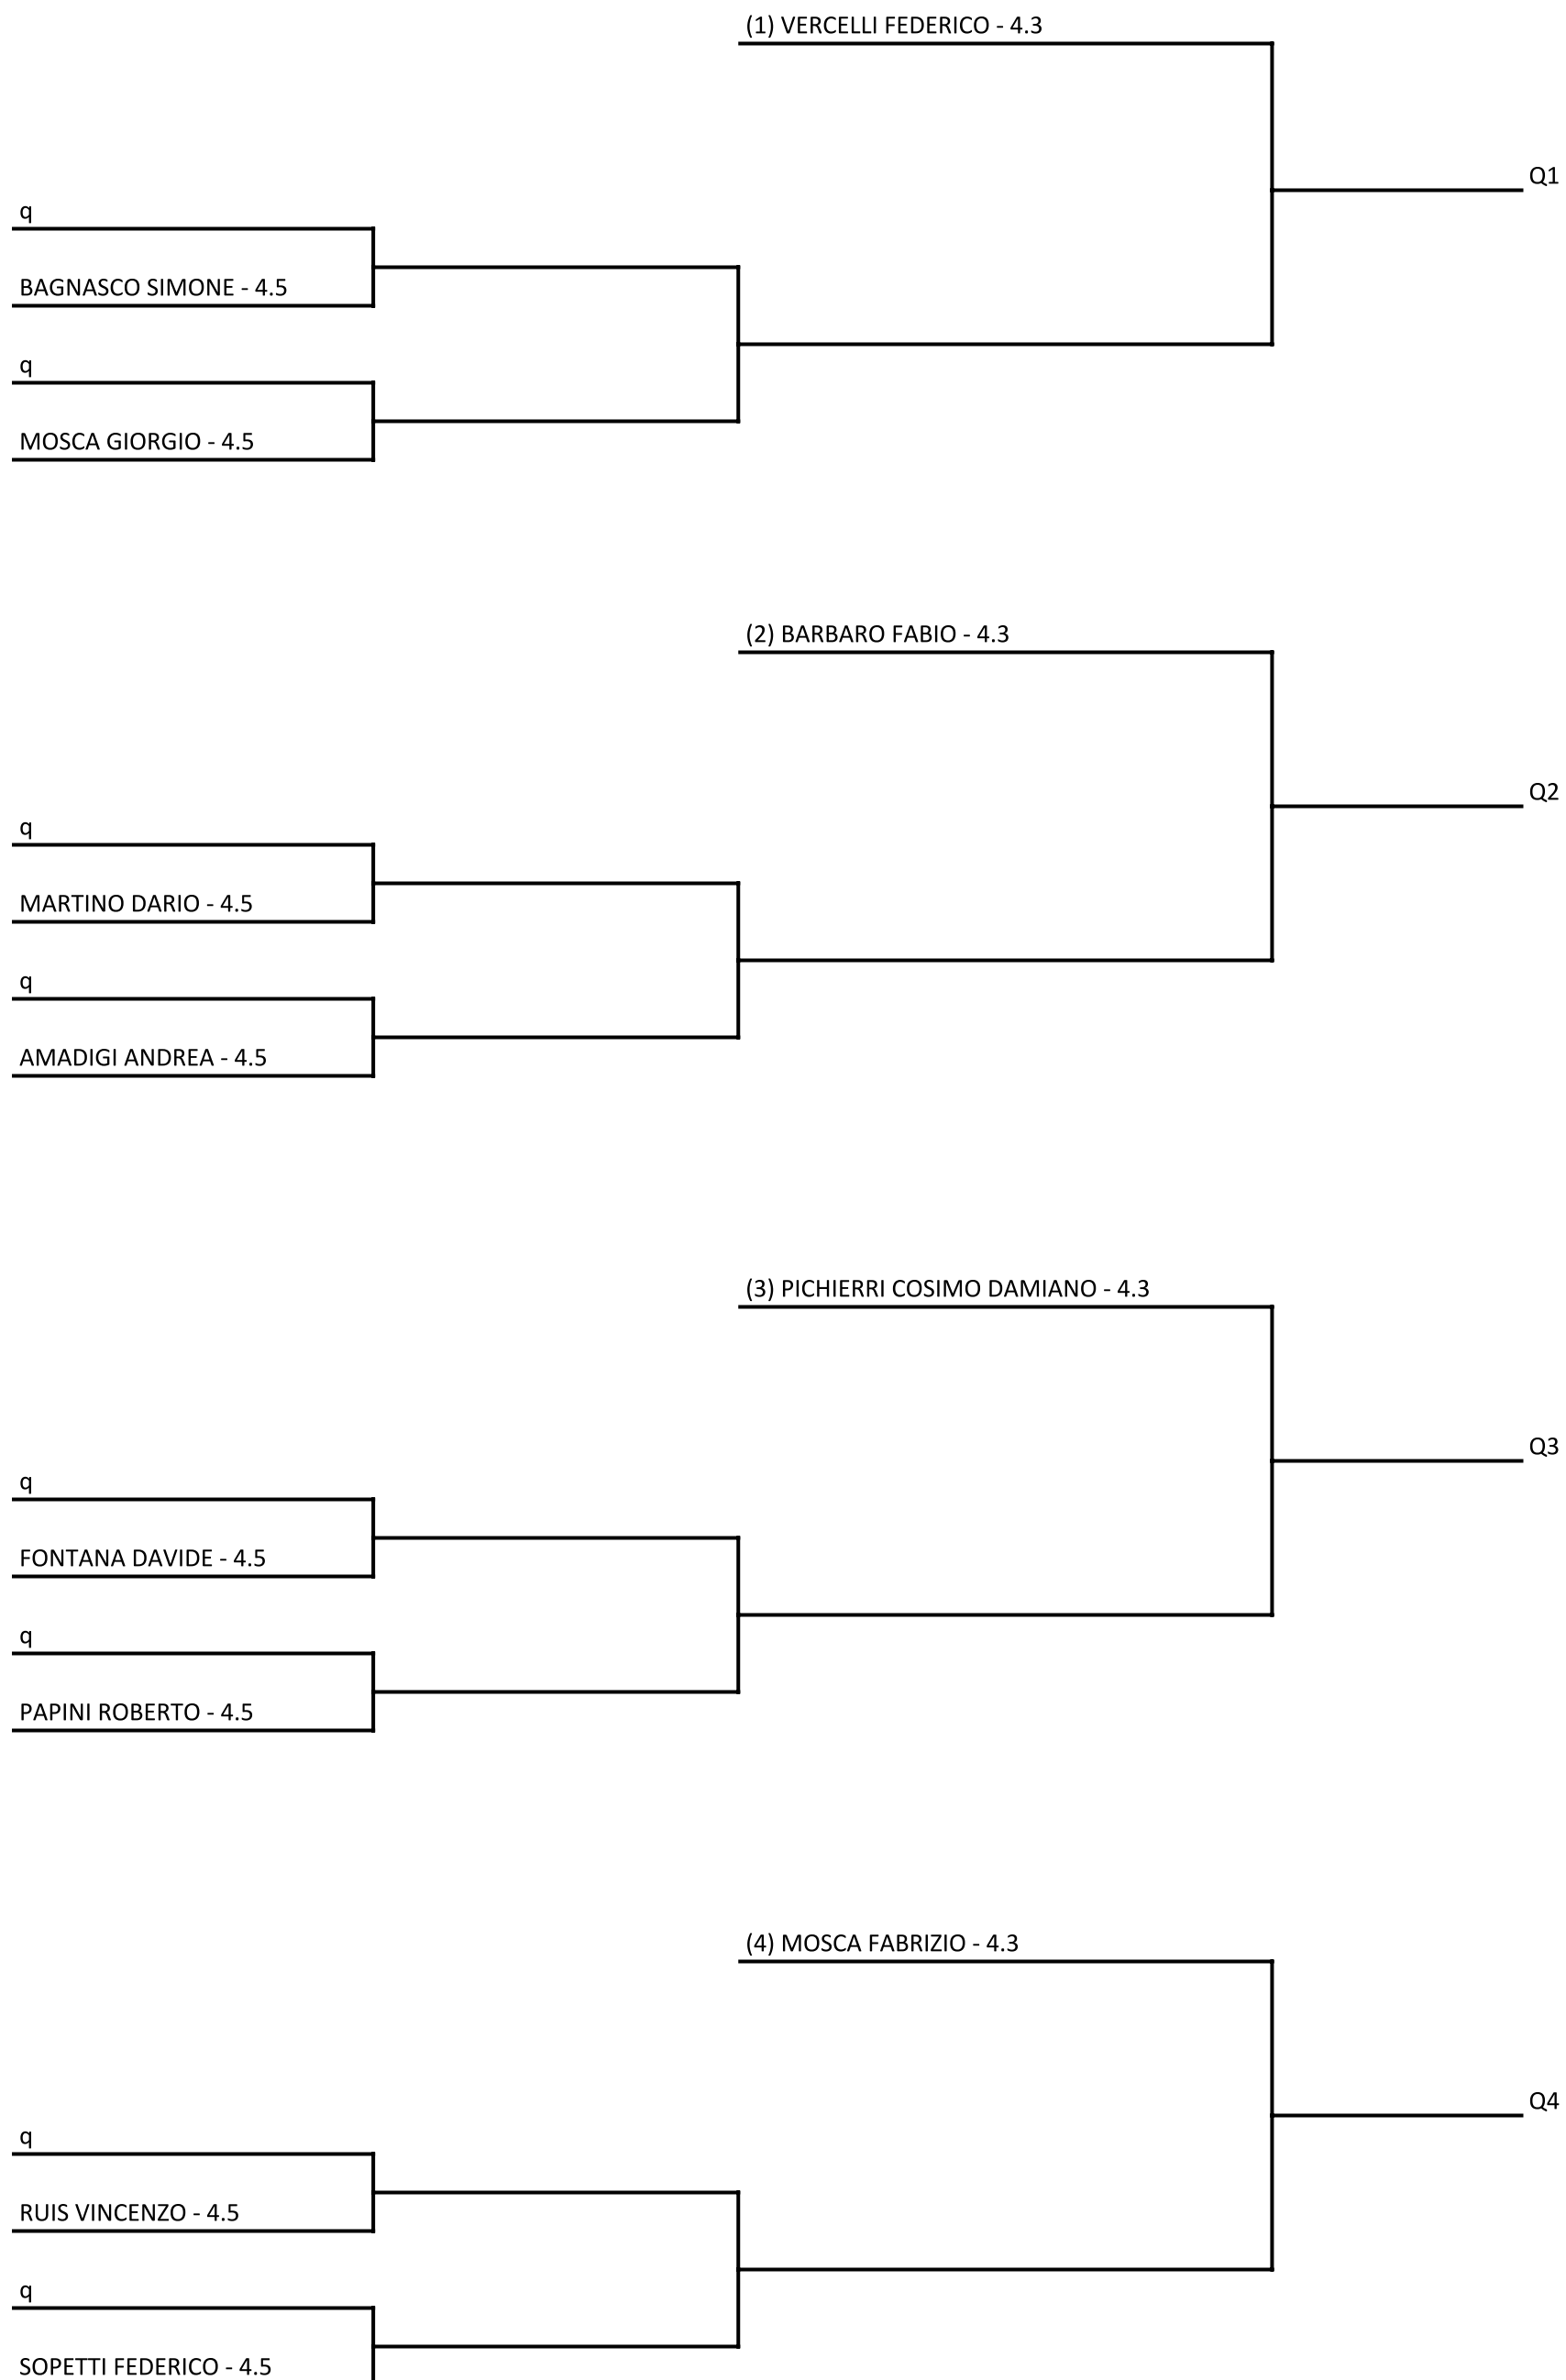 (1) VERCELLI FEDERICO - 4.3
Q1
q
BAGNASCO SIMONE - 4.5
q
MOSCA GIORGIO - 4.5
(2) BARBARO FABIO - 4.3
Q2
q
MARTINO DARIO - 4.5
q
AMADIGI ANDREA - 4.5
(3) PICHIERRI COSIMO DAMIANO - 4.3
Q3
q
FONTANA DAVIDE - 4.5
q
PAPINI ROBERTO - 4.5
(4) MOSCA FABRIZIO - 4.3
Q4
q
RUIS VINCENZO - 4.5
q
SOPETTI FEDERICO - 4.5